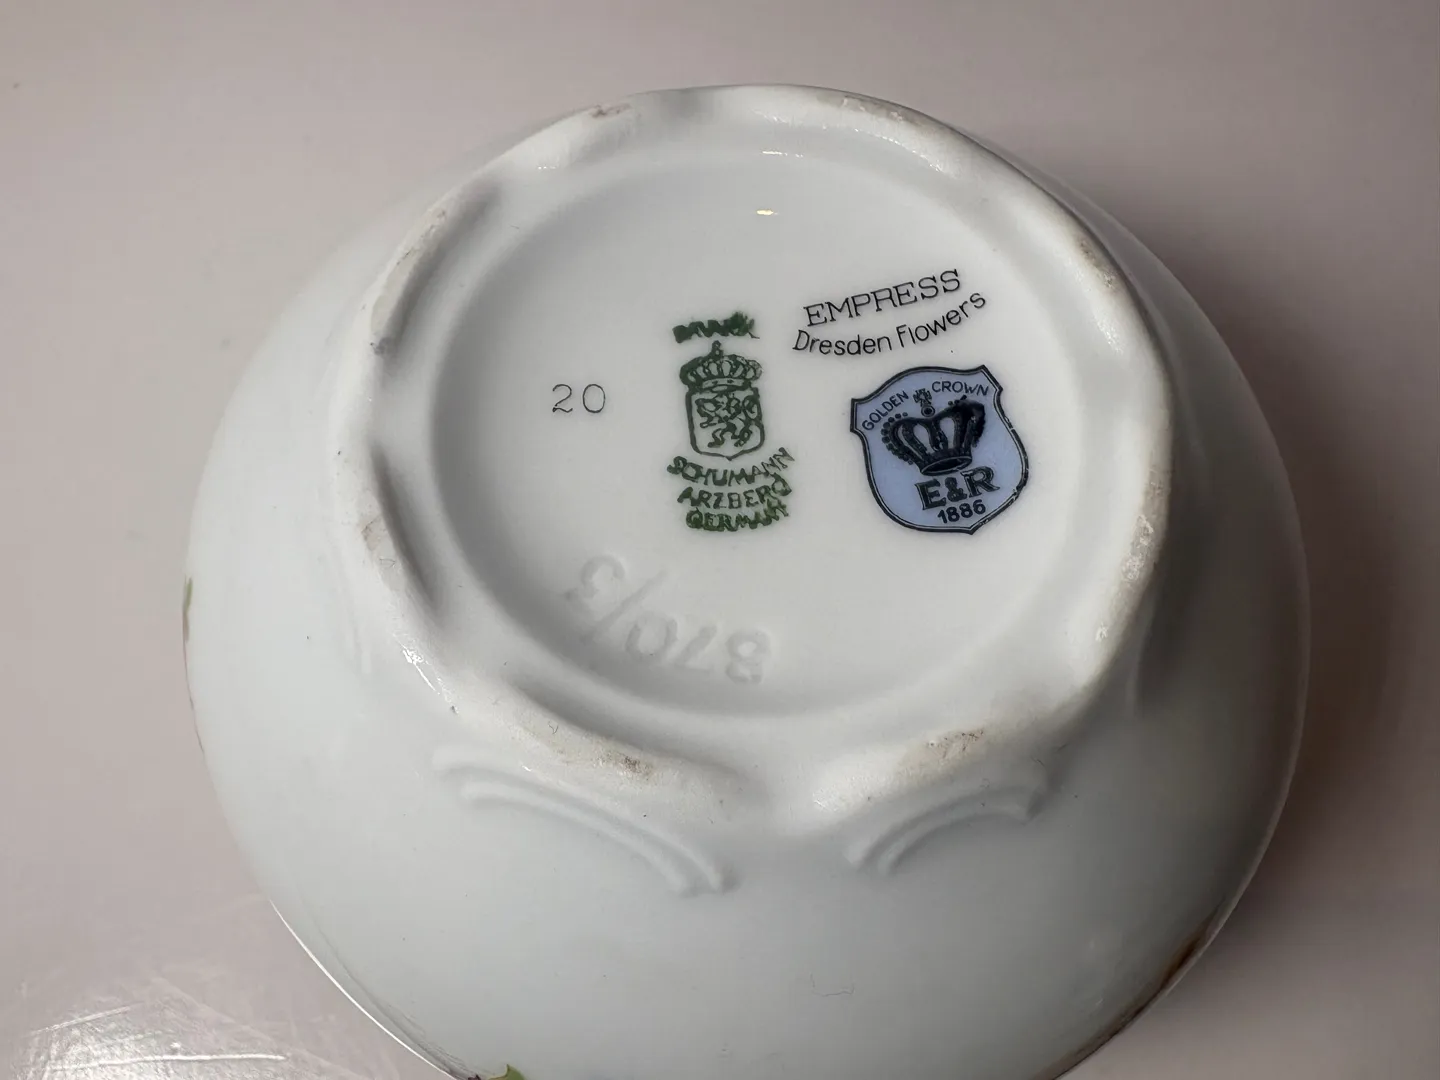 EMPRESS
Dresden Flowers
20
SCHUMANN
ARZBERG
GERMANY
GOLDEN CROWN
E&R
1886
870/3